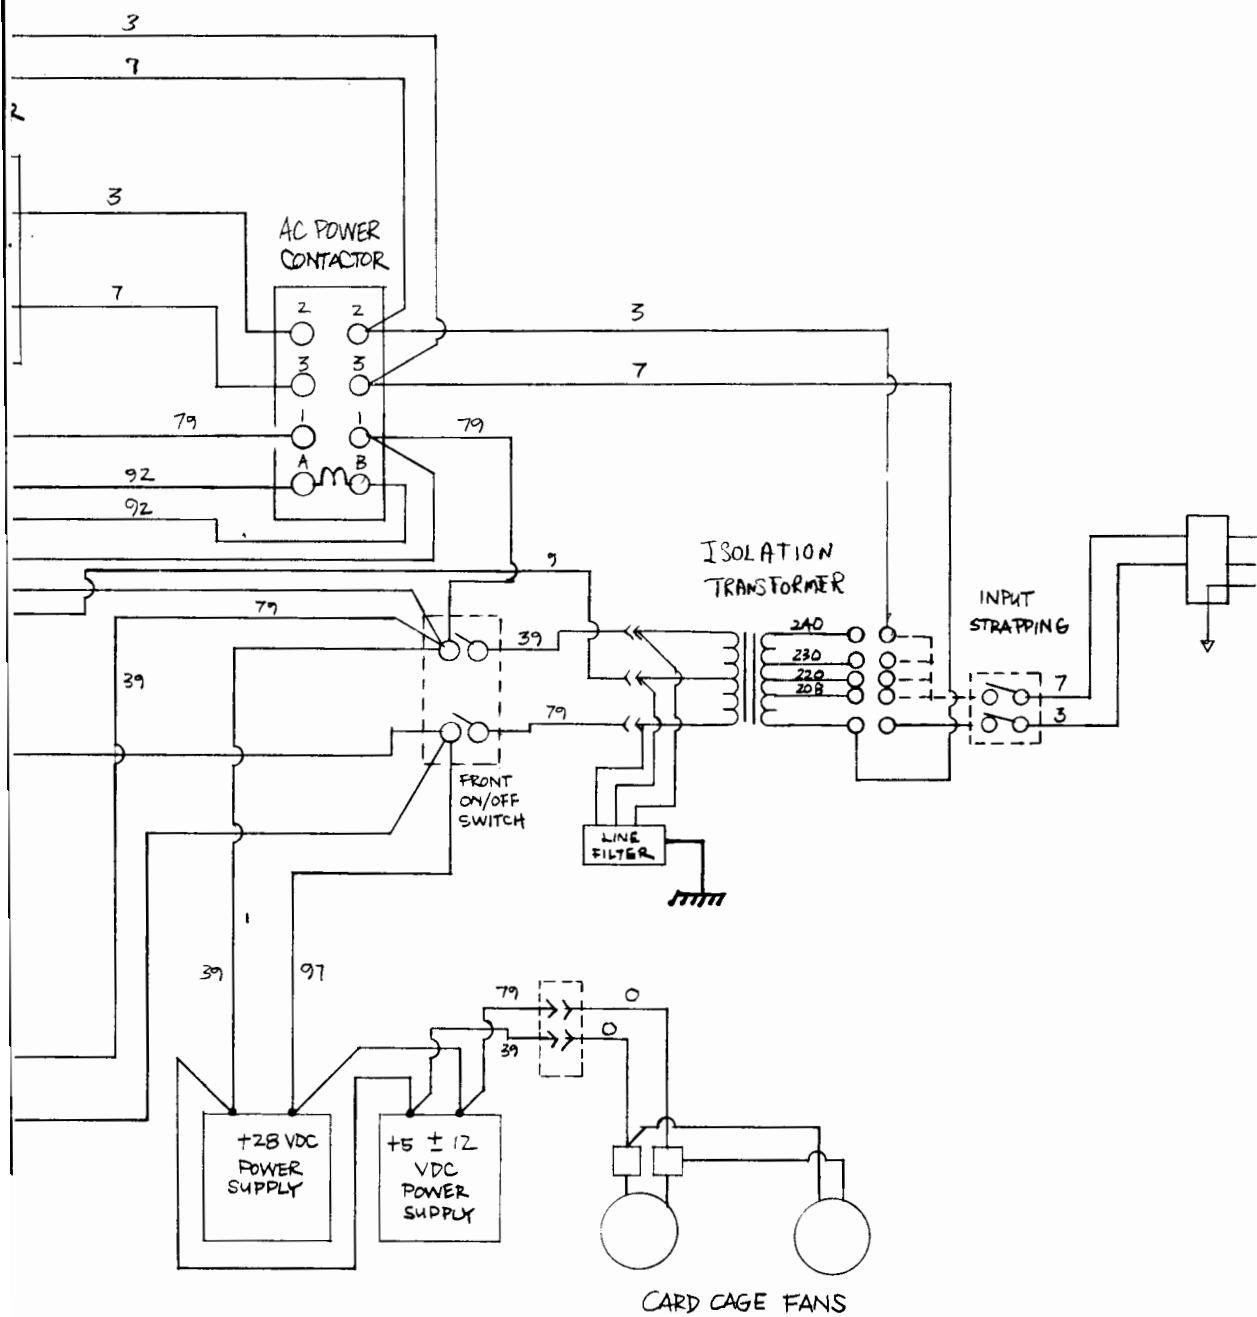 3
7
2
3
AC POWER
CONTACTOR
7
2 2
3
3 3
7
1 1
79 79
A B
92
92
9
ISOLATION
TRANSFORMER
INPUT
STRAPPING
79
39
240
230
220
208
7
3
39
79
FRONT
ON/OFF
SWITCH
LINE
FILTER
39
97
79
0
0
39
+28 VDC
POWER
SUPPLY
+5 ± 12
VDC
POWER
SUPPLY
CARD CAGE FANS